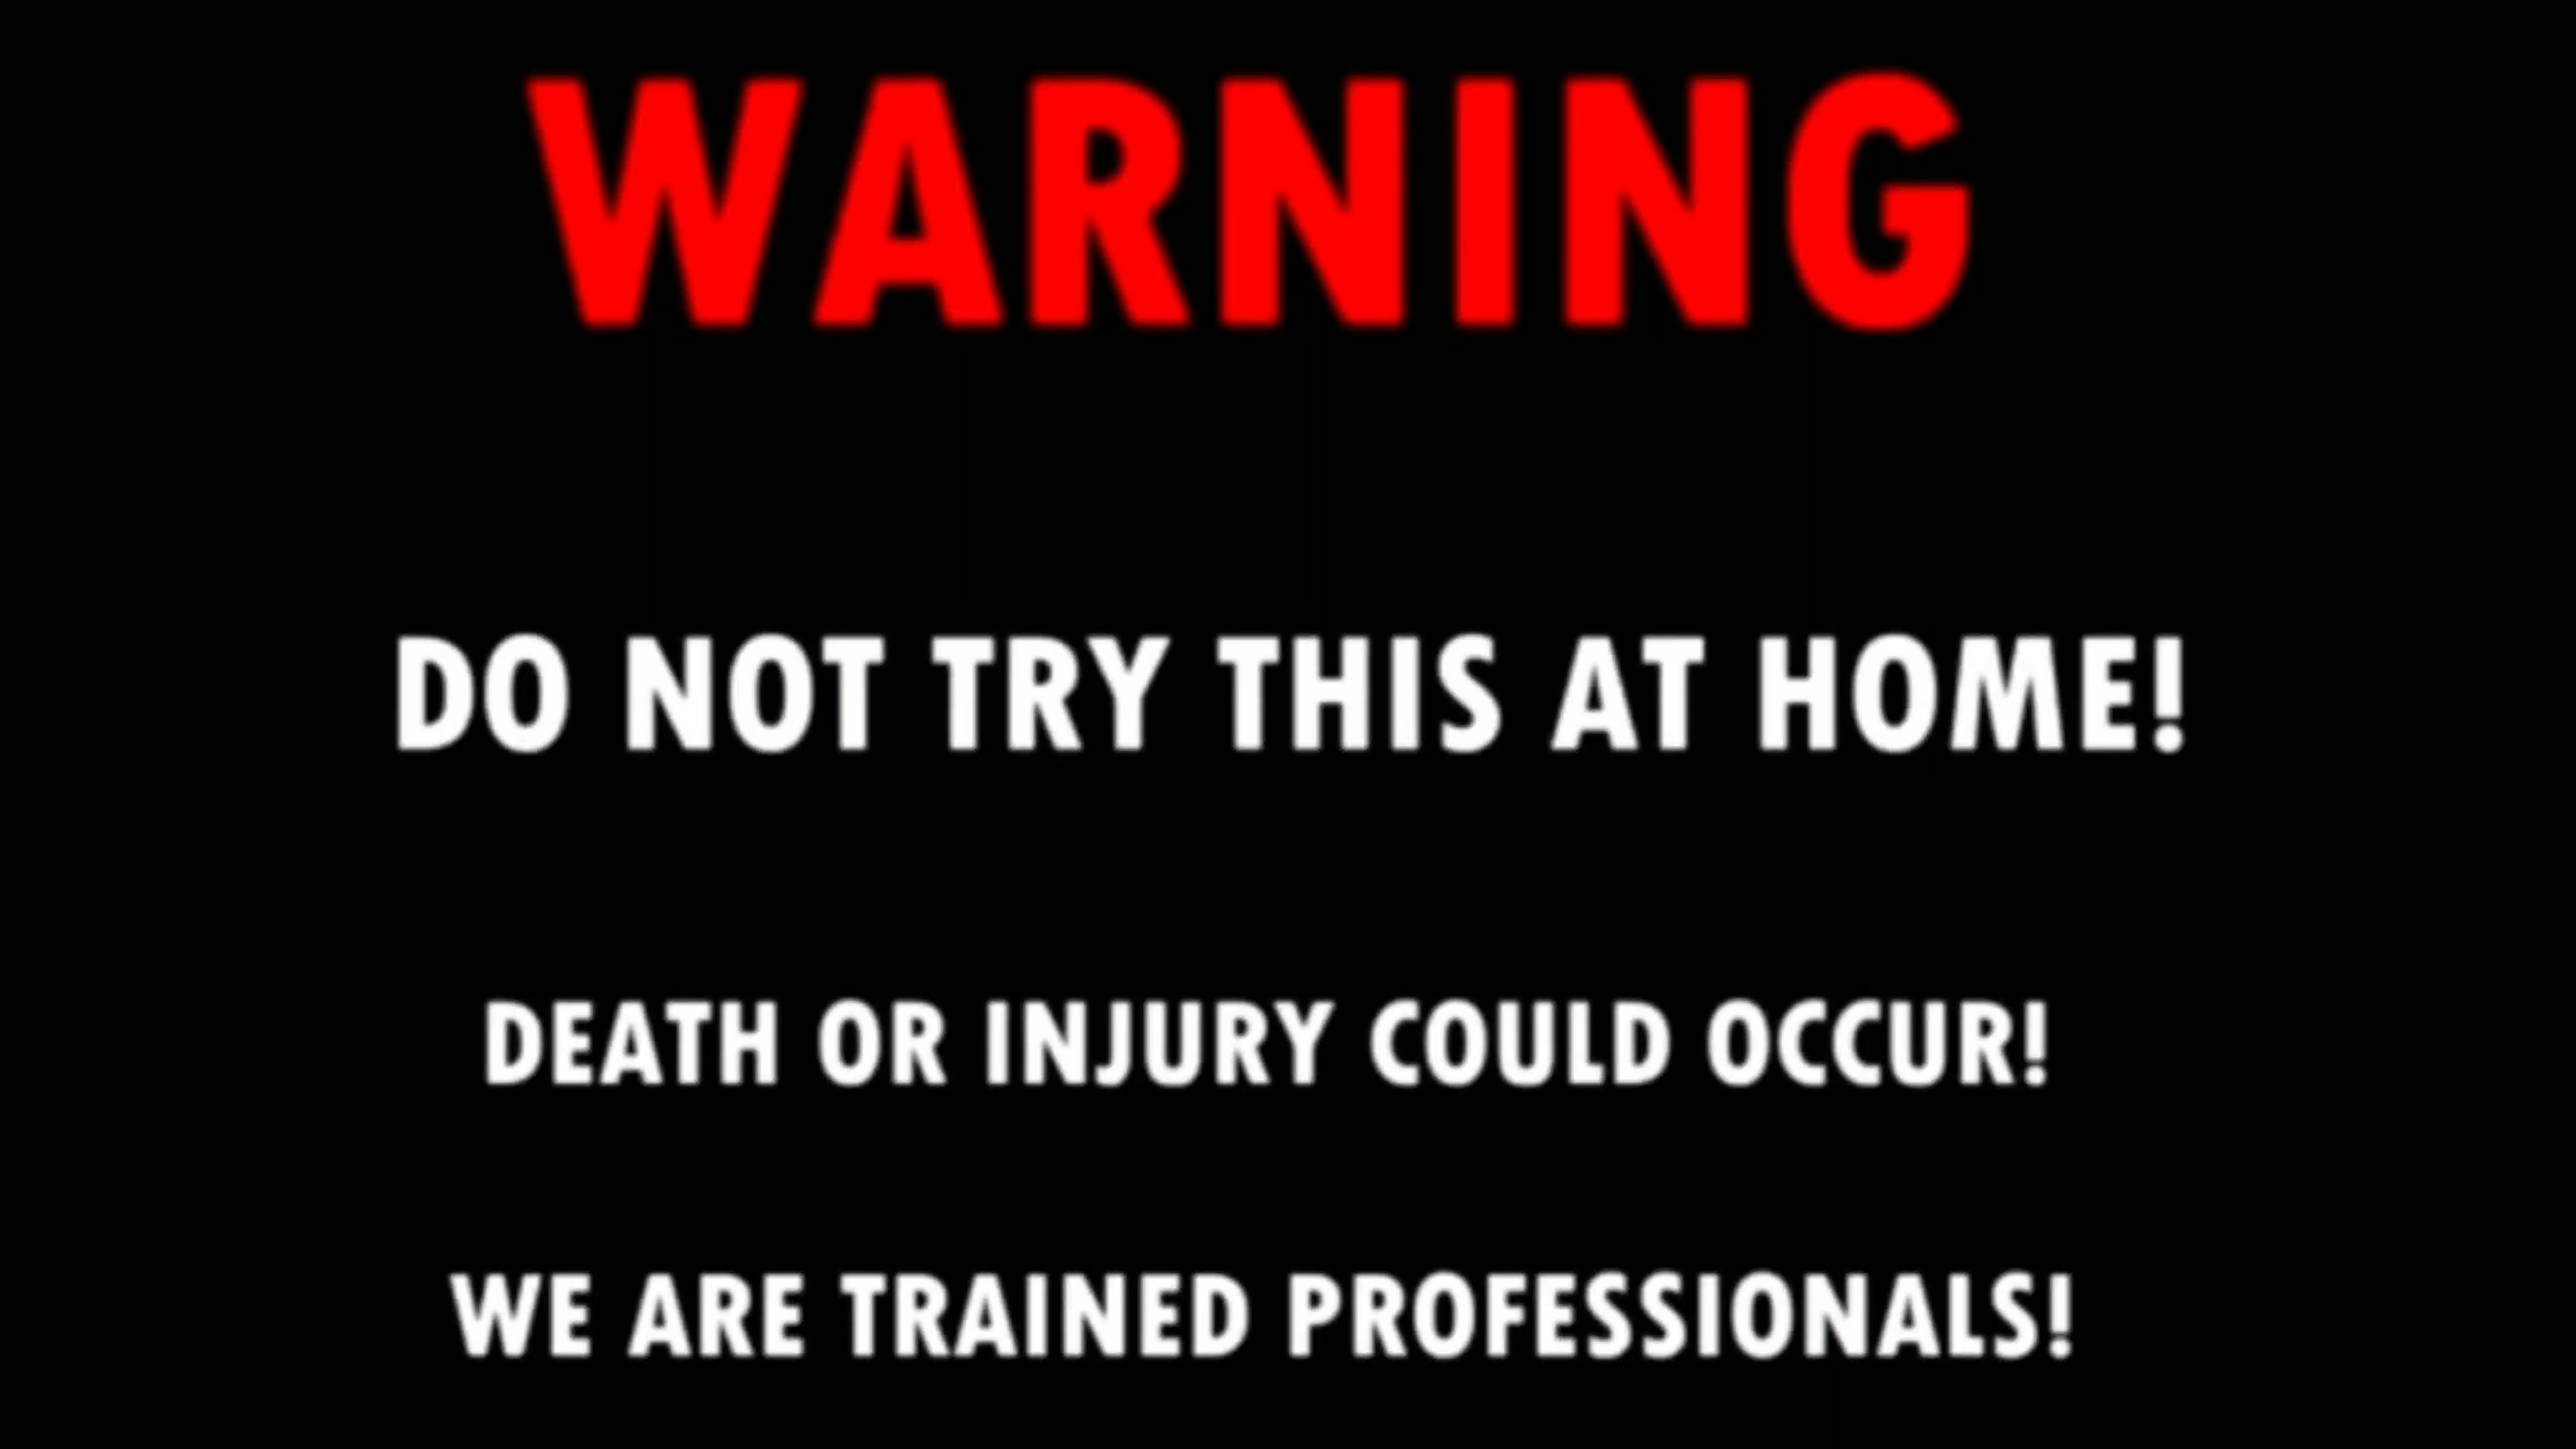 WARNING
DO NOT TRY THIS AT HOME!
DEATH OR INJURY COULD OCCUR!
WE ARE TRAINED PROFESSIONALS!